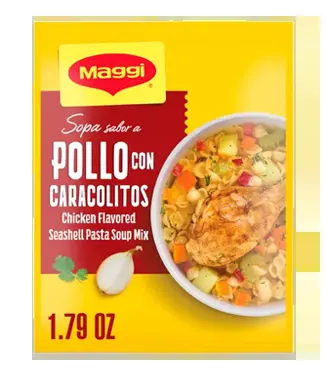 Maggi
Sopa sabor a
POLLO CON
CARACOLITOS
Chicken Flavored
Seashell Pasta Soup Mix
1.79 OZ